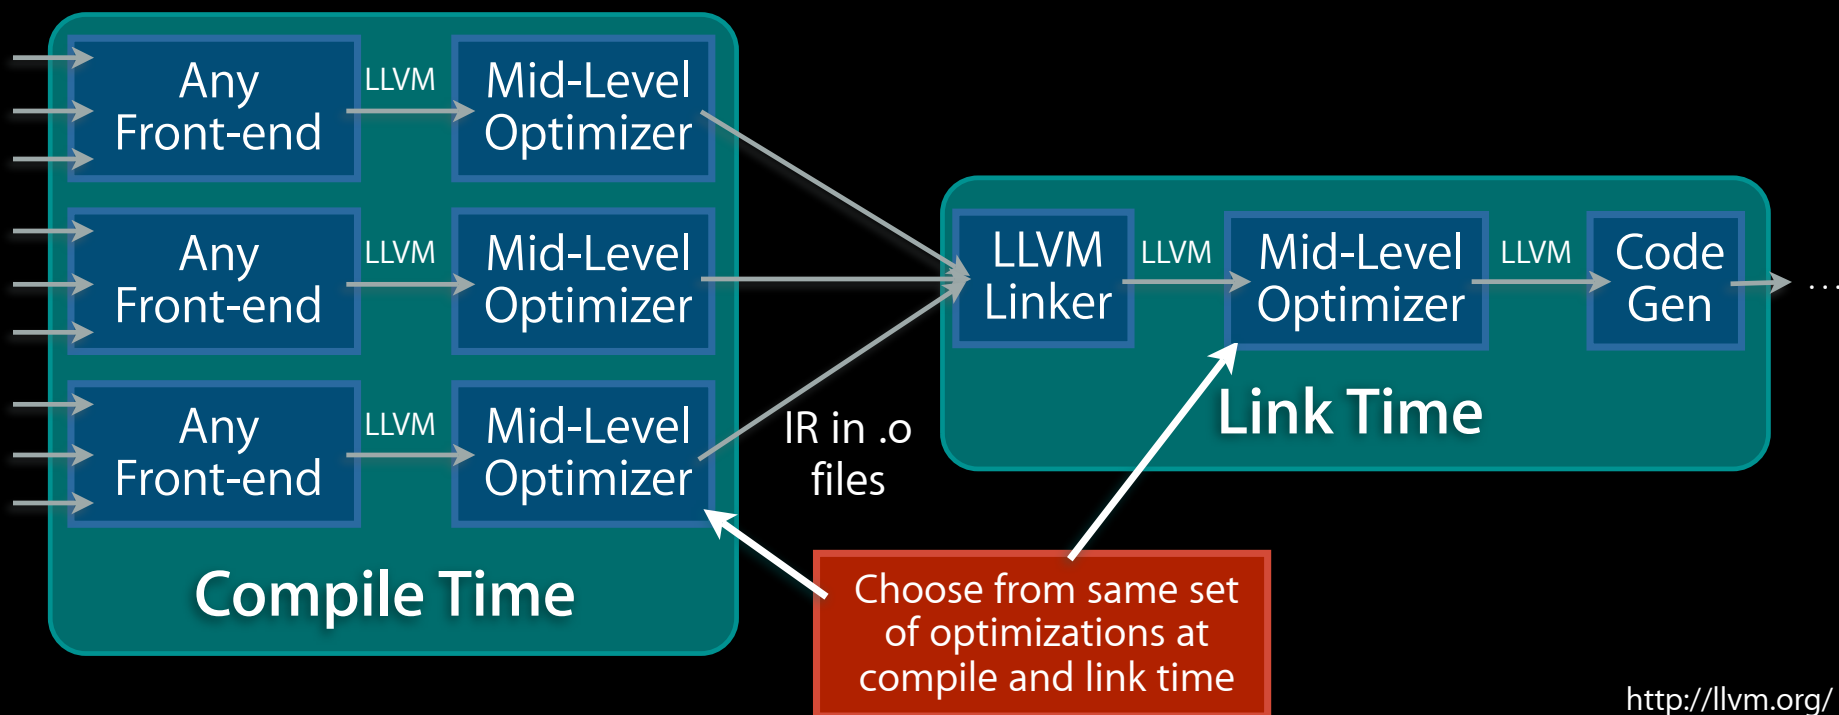 Any
Front-end
LLVM
Mid-Level
Optimizer
Any
Front-end
LLVM
Mid-Level
Optimizer
Any
Front-end
LLVM
Mid-Level
Optimizer
Compile Time
IR in .o
files
LLVM
Linker
LLVM
Mid-Level
Optimizer
LLVM
Code
Gen
...
Link Time
Choose from same set
of optimizations at
compile and link time
http://llvm.org/